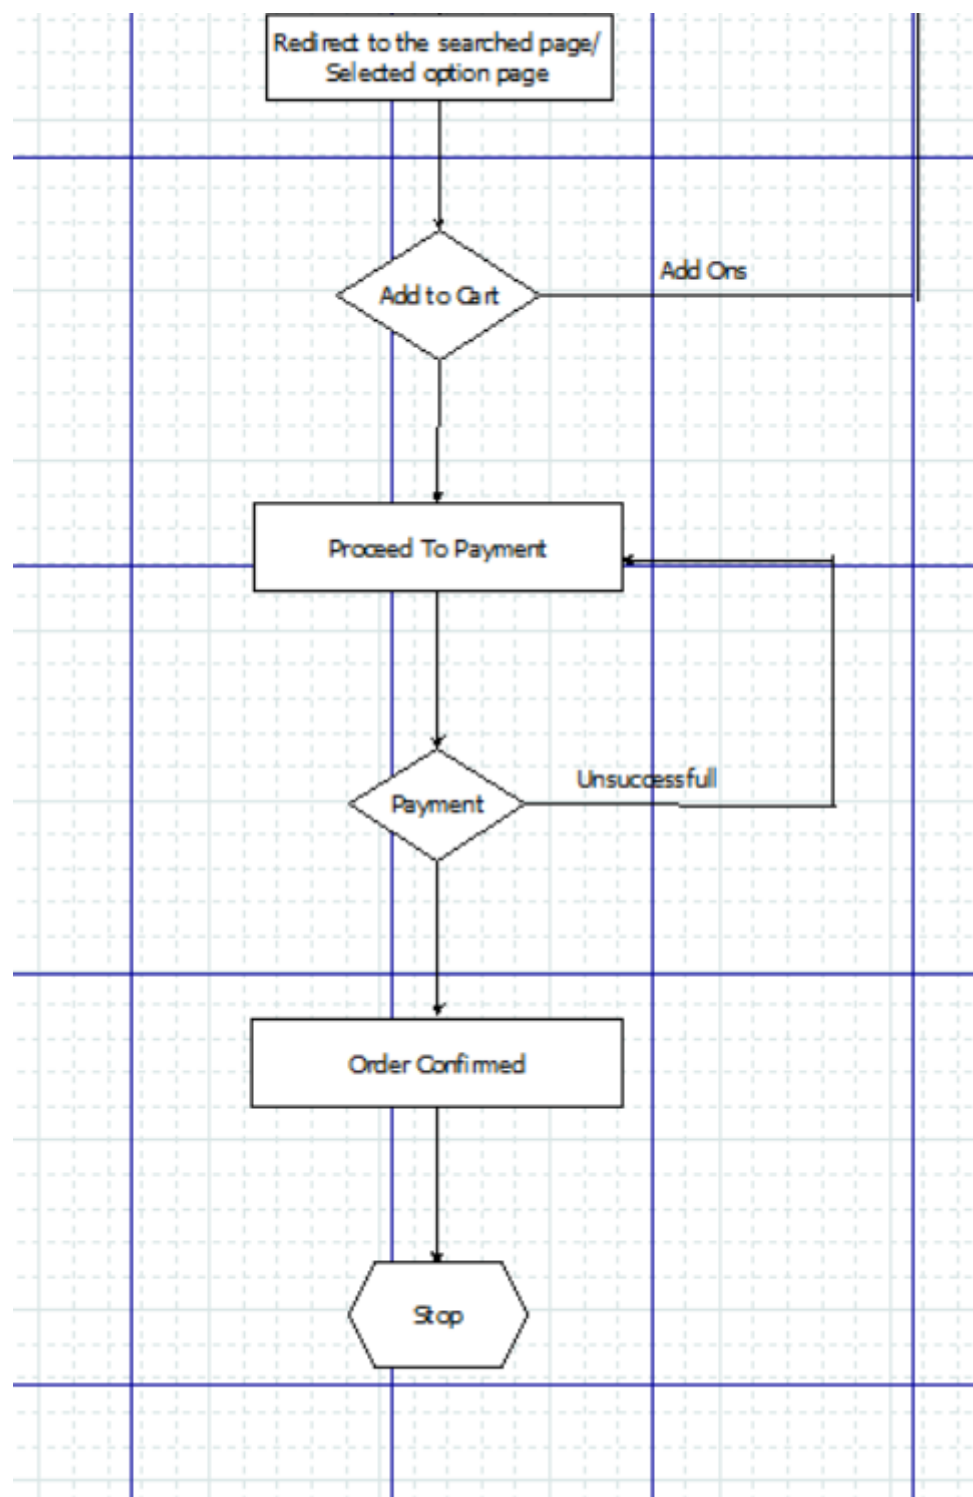 Redirect to the searched page/
Selected option page
Add Ons
Add to Cart
Proceed To Payment
Unsuccessfull
Payment
Order Confirmed
Stop